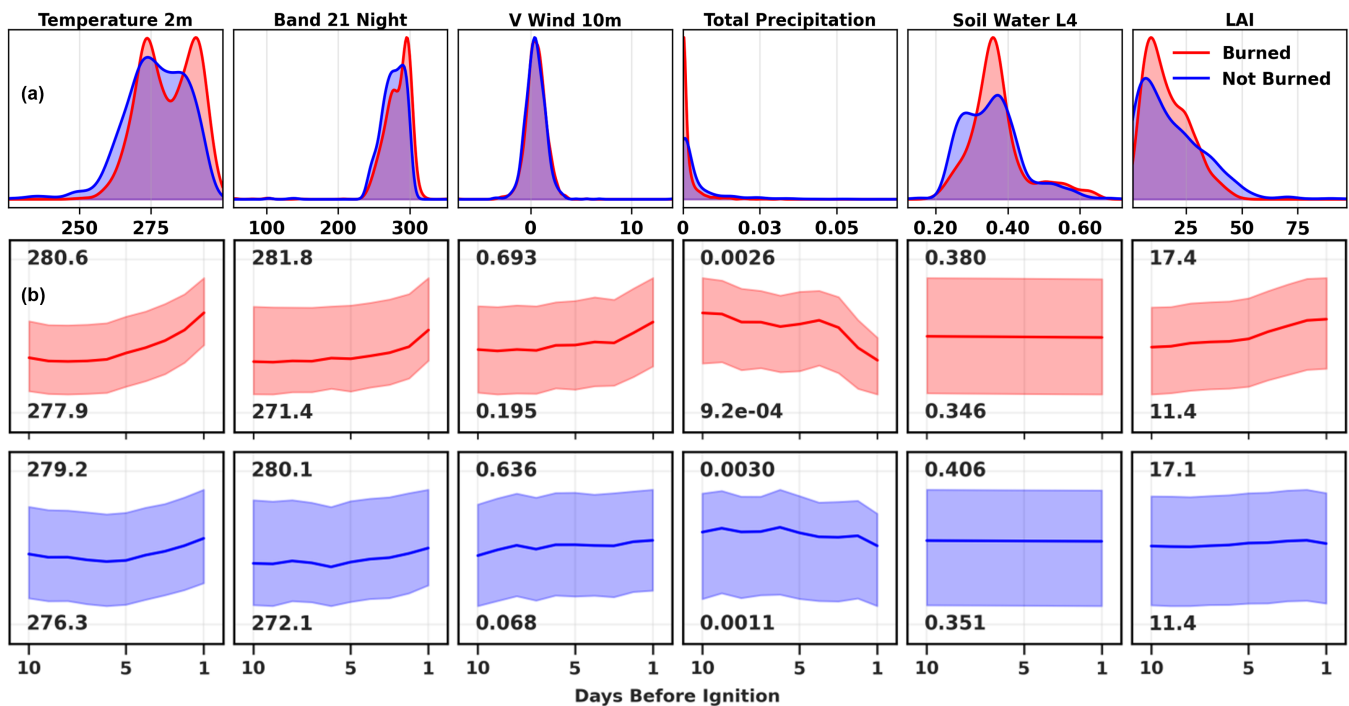 Temperature 2m Band 21 Night V Wind 10m Total Precipitation Soil Water L4 LAI
(a) Burned
Not Burned
250 275 100 200 300 0 10 0 0.03 0.05 0.20 0.40 0.60 25 50 75
280.6 281.8 0.693 0.0026 0.380 17.4
(b)
277.9 271.4 0.195 9.2e-04 0.346 11.4
279.2 280.1 0.636 0.0030 0.406 17.1
276.3 272.1 0.068 0.0011 0.351 11.4
10 5 1 10 5 1 10 5 1 10 5 1 10 5 1 10 5 1
Days Before Ignition